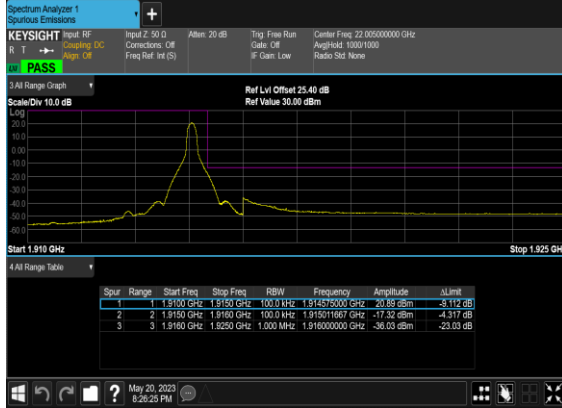 Spectrum Analyzer 1
Spurious Emissions
+
KEYSIGHT Input: RF Input Z: 50 Ω Atten: 20 dB Trig: Free Run Center Freq: 22.005000000 GHz
R T Coupling: DC Corrections: Off Gate: Off Avg|Hold: 1000/1000
Align: Off Freq Ref: Int (S) IF Gain: Low Radio Std: None
PASS
3 All Range Graph
Ref Lvl Offset 25.40 dB
Scale/Div 10.0 dB Ref Value 30.00 dBm
Log
20.0
10.0
0.00
-10.0
-20.0
-30.0
-40.0
-50.0
-60.0
Start 1.910 GHz Stop 1.925 GH
4 All Range Table
Spur Range Start Freq Stop Freq RBW Frequency Amplitude ΔLimit
1 1 1.9100 GHz 1.9150 GHz 100.0 kHz 1.914575000 GHz 20.89 dBm -9.112 dB
2 2 1.9150 GHz 1.9160 GHz 100.0 kHz 1.915011667 GHz -17.32 dBm -4.317 dB
3 3 1.9160 GHz 1.9250 GHz 1.000 MHz 1.916000000 GHz -36.03 dBm -23.03 dB
? May 20, 2023
8:26:25 PM